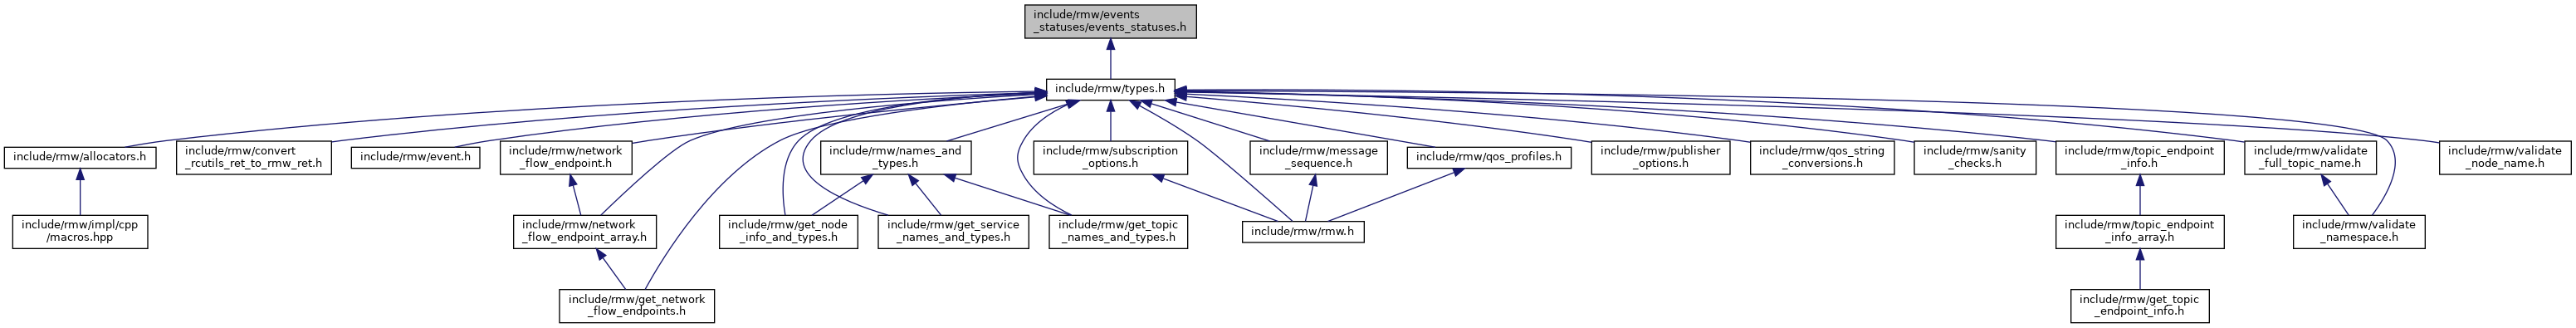 include/rmw/events
_statuses/events_statuses.h
include/rmw/types.h
include/rmw/allocators.h
include/rmw/convert
_rcutils_ret_to_rmw_ret.h
include/rmw/event.h
include/rmw/network
_flow_endpoint.h
include/rmw/names_and
_types.h
include/rmw/subscription
_options.h
include/rmw/message
_sequence.h
include/rmw/qos_profiles.h
include/rmw/publisher
_options.h
include/rmw/qos_string
_conversions.h
include/rmw/sanity
_checks.h
include/rmw/topic_endpoint
_info.h
include/rmw/validate
_full_topic_name.h
include/rmw/validate
_node_name.h
include/rmw/impl/cpp
/macros.hpp
include/rmw/network
_flow_endpoint_array.h
include/rmw/get_node
_info_and_types.h
include/rmw/get_service
_names_and_types.h
include/rmw/get_topic
_names_and_types.h
include/rmw/rmw.h
include/rmw/topic_endpoint
_info_array.h
include/rmw/validate
_namespace.h
include/rmw/get_network
_flow_endpoints.h
include/rmw/get_topic
_endpoint_info.h